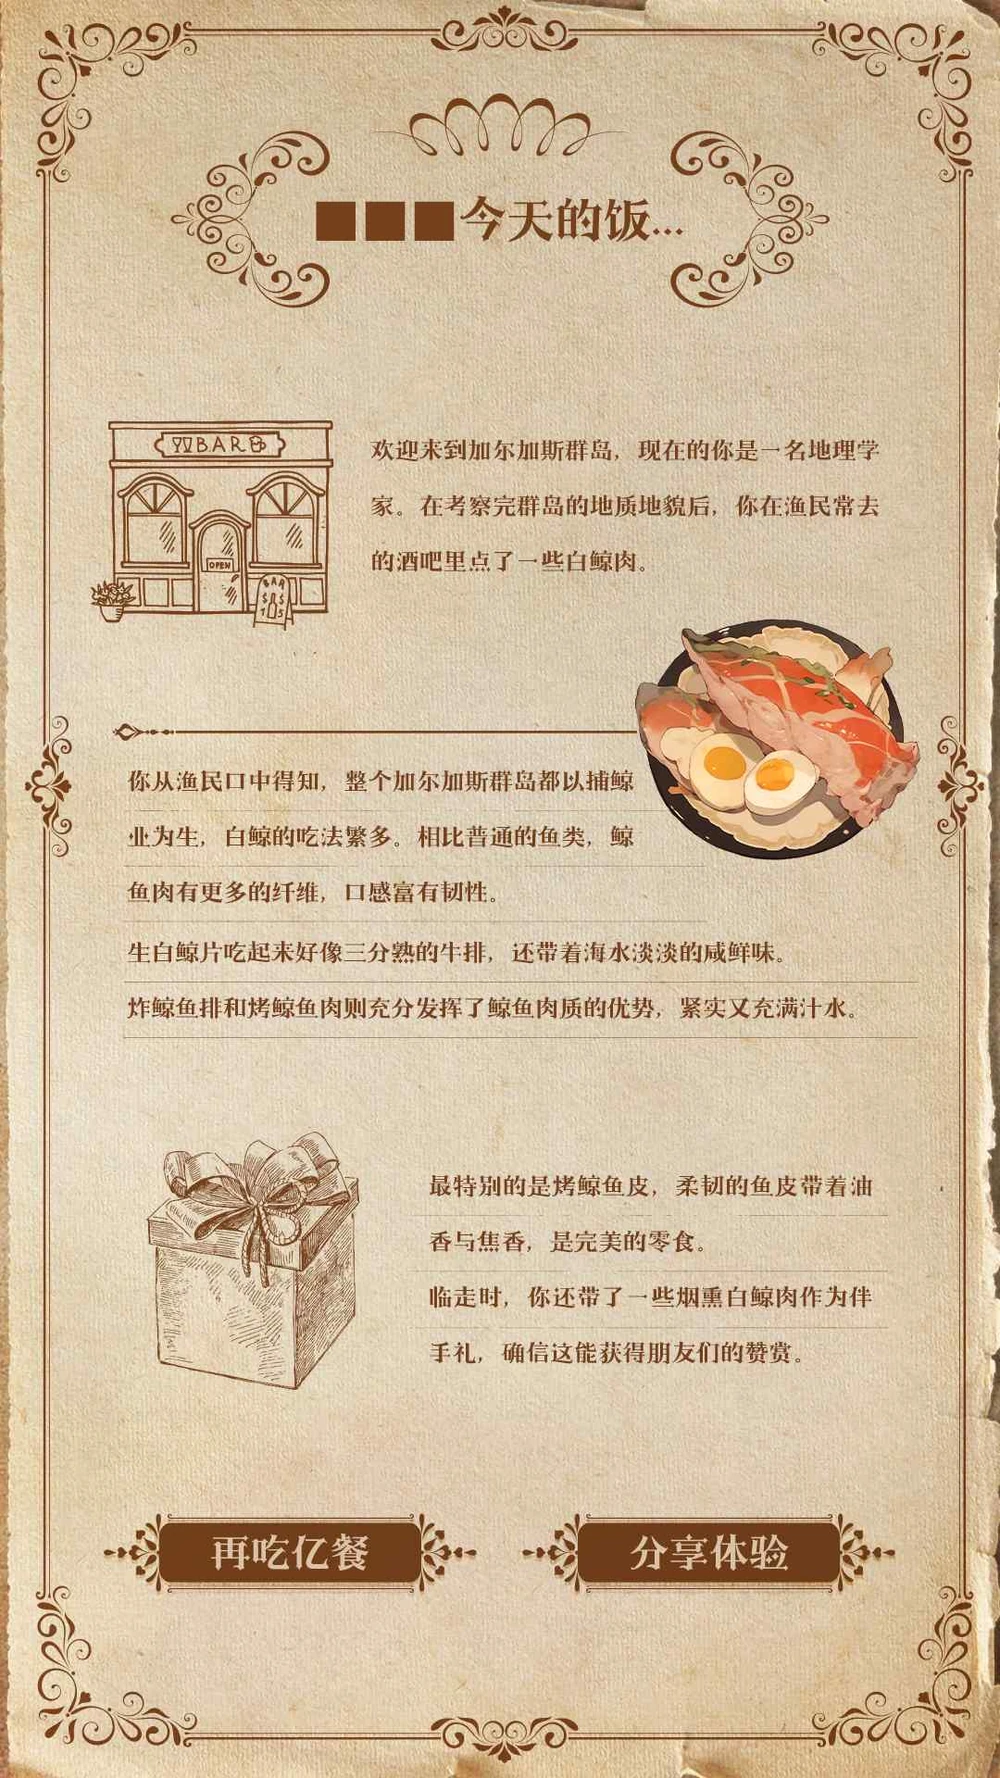 ■■■今天的饭...
BAR
OPEN
BAR
欢迎来到加尔加斯群岛，现在的你是一名地理学
家。在考察完群岛的地质地貌后，你在渔民常去
的酒吧里点了一些白鲸肉。
你从渔民口中得知，整个加尔加斯群岛都以捕鲸
业为生，白鲸的吃法繁多。相比普通的鱼类，鲸
鱼肉有更多的纤维，口感富有韧性。
生白鲸片吃起来好像三分熟的牛排，还带着海水淡淡的咸鲜味。
炸鲸鱼排和烤鲸鱼肉则充分发挥了鲸鱼肉质的优势，紧实又充满汁水。
最特别的是烤鲸鱼皮，柔韧的鱼皮带着油
香与焦香，是完美的零食。
临走时，你还带了一些烟熏白鲸肉作为伴
手礼，确信这能获得朋友们的赞赏。
再吃亿餐
分享体验